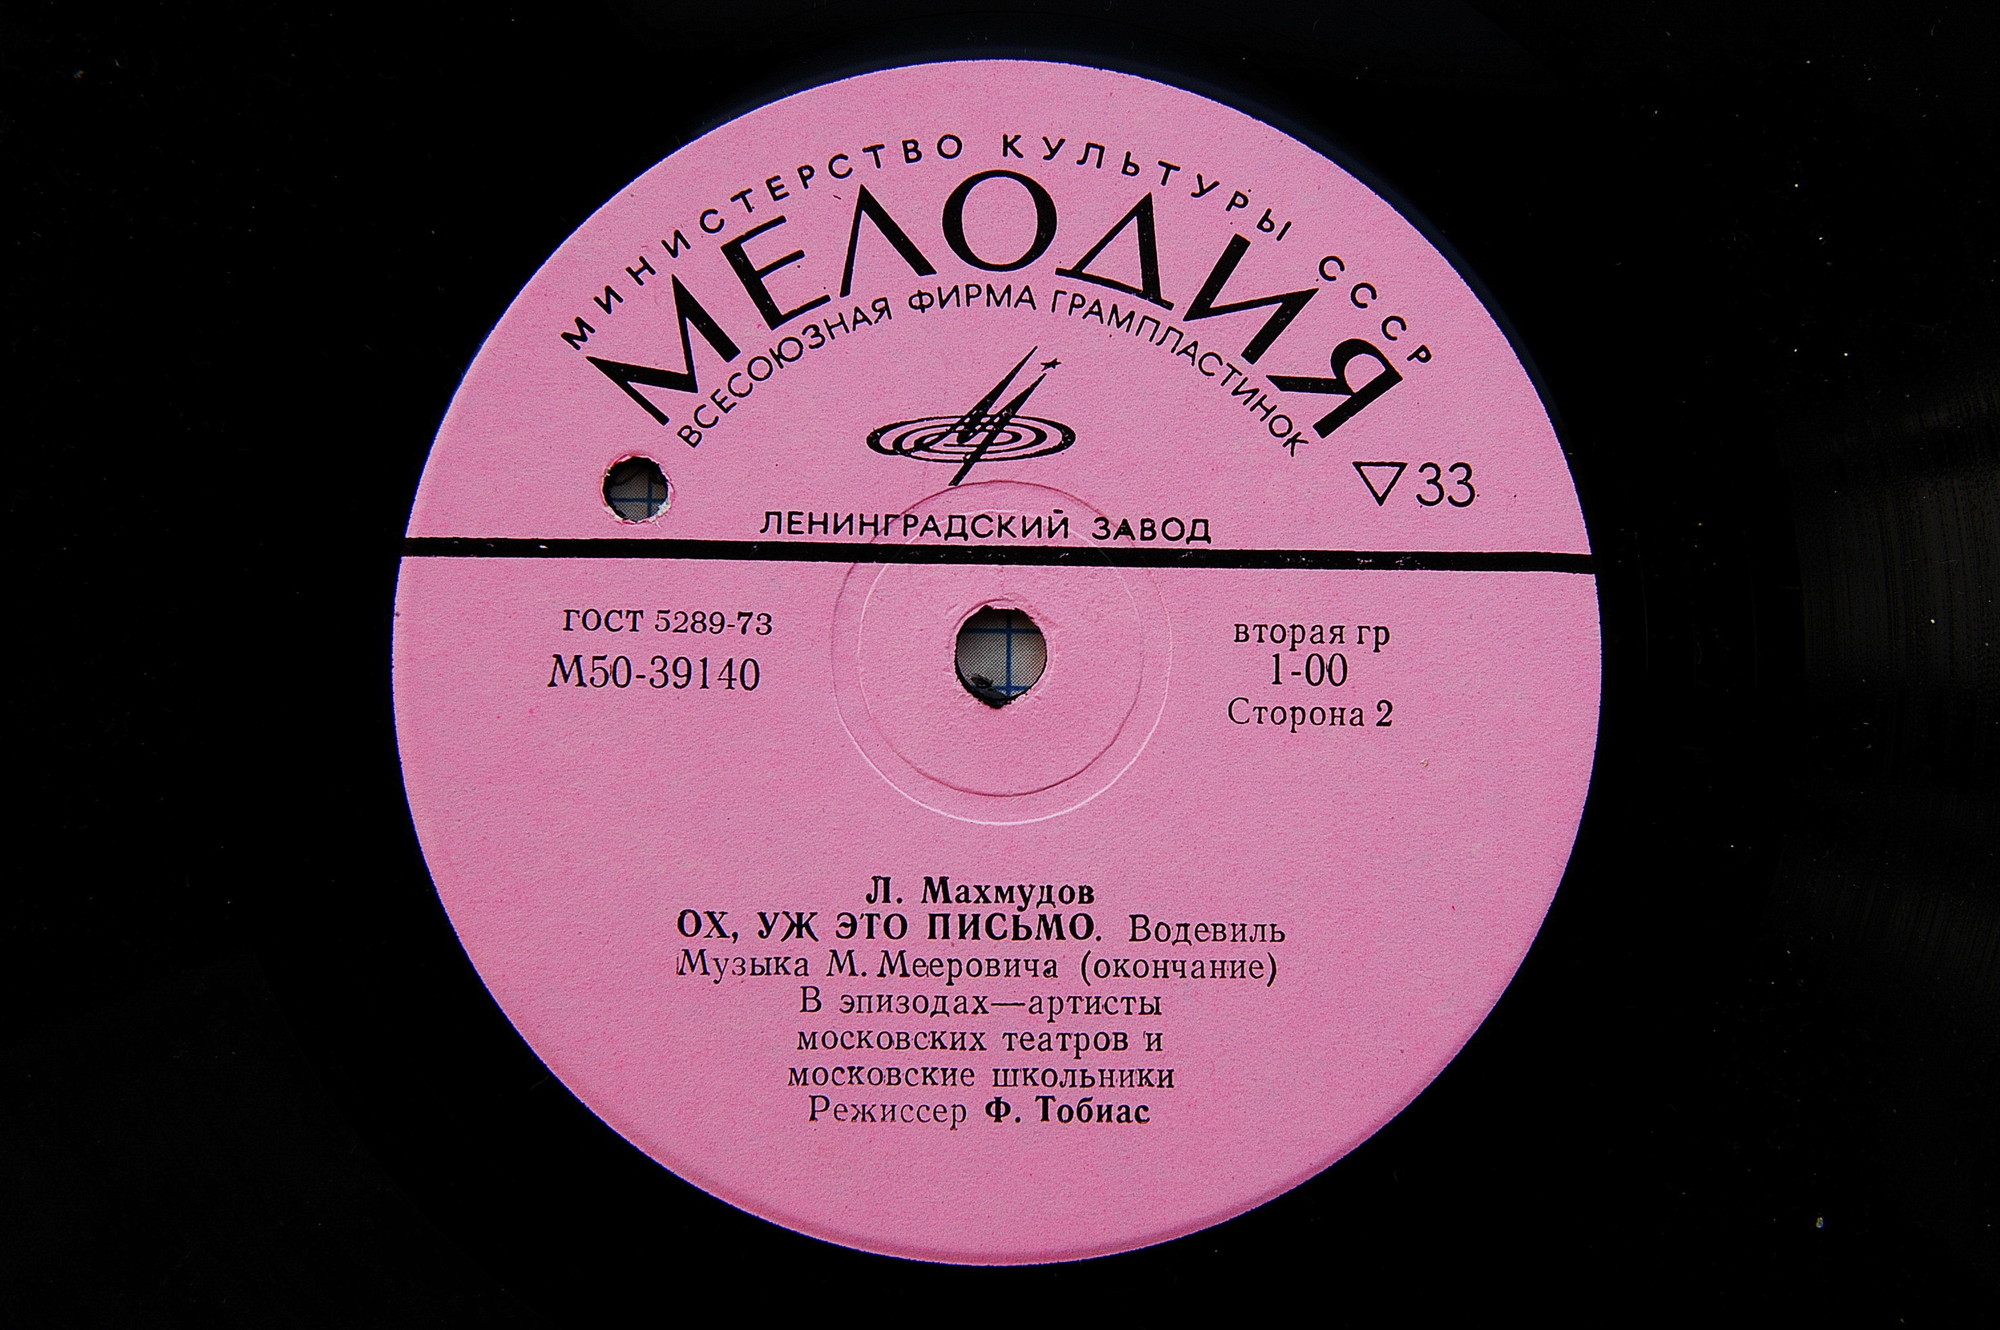 МИНИСТЕРСТВО КУЛЬТУРЫ СССР
МЕЛОДИЯ
ВСЕСОЮЗНАЯ ФИРМА ГРАМПЛАСТИНОК
33
ЛЕНИНГРАДСКИЙ ЗАВОД
ГОСТ 5289-73
М50-39140
вторая гр
1-00
Сторона 2
Л. Махмудов
ОХ, УЖ ЭТО ПИСЬМО. Водевиль
Музыка М. Мееровича (окончание)
В эпизодах—артисты
московских театров и
московские школьники
Режиссер Ф. Тобиас